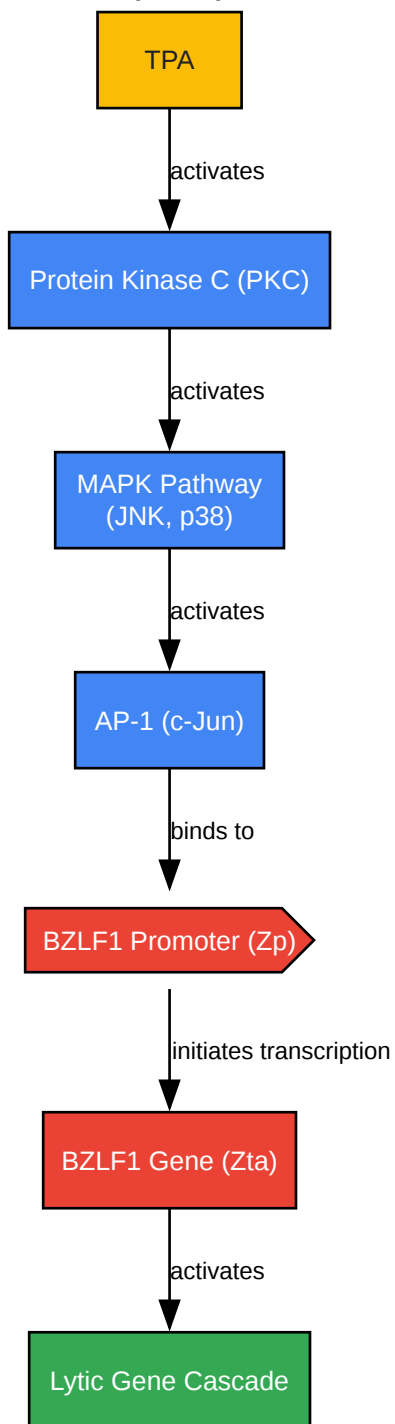 TPA
activates
Protein Kinase C (PKC)
activates
MAPK Pathway
(JNK, p38)
activates
AP-1 (c-Jun)
binds to
BZLF1 Promoter (Zp)
initiates transcription
BZLF1 Gene (Zta)
activates
Lytic Gene Cascade